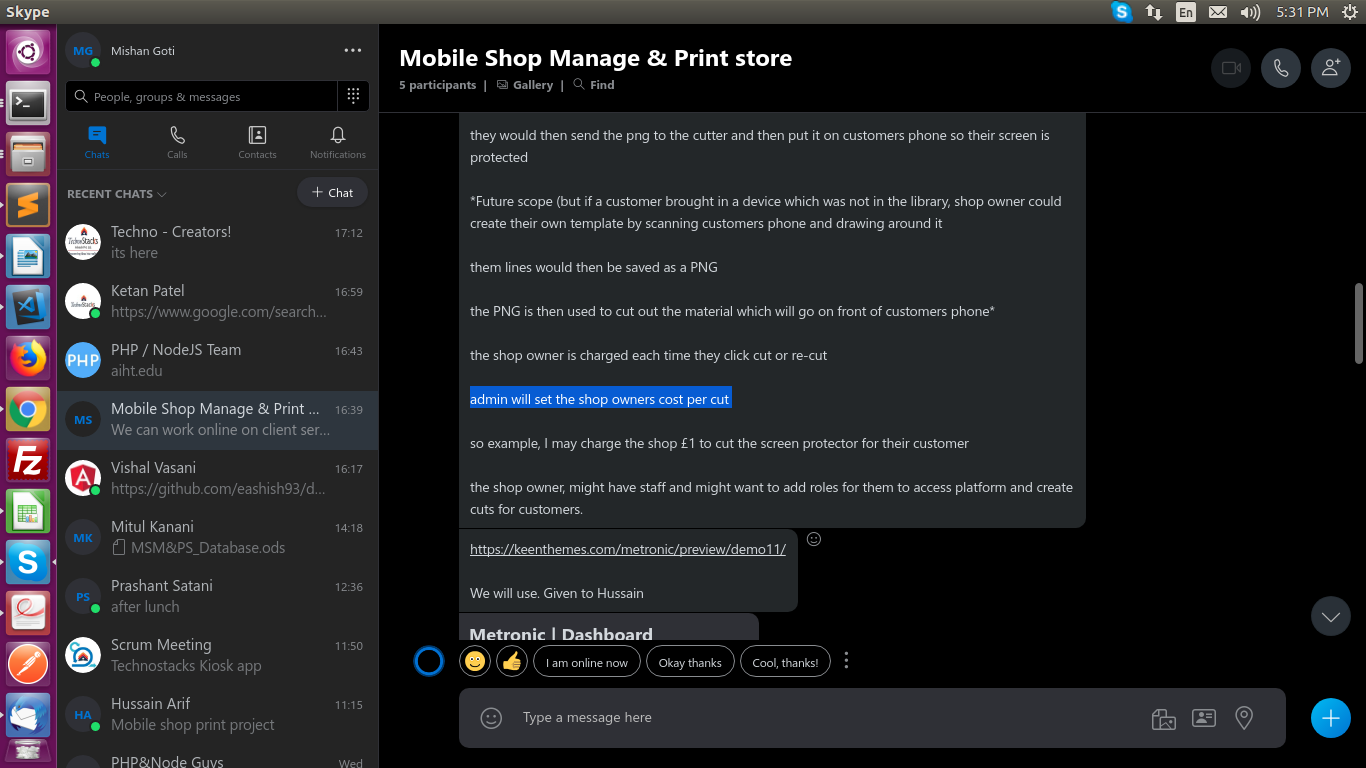 Skype
En
5:31 PM
MG
Mishan Goti
People, groups & messages
Chats
Calls
Contacts
Notifications
RECENT CHATS
+ Chat
Techno - Creators!
17:12
its here
Ketan Patel
16:59
https://www.google.com/search...
PHP
PHP / NodeJS Team
16:43
aiht.edu
MS
Mobile Shop Manage & Print ...
16:39
We can work online on client ser...
Vishal Vasani
16:17
https://github.com/eashish93/d...
MK
Mitul Kanani
14:18
MSM&PS_Database.ods
PS
Prashant Satani
12:36
after lunch
Scrum Meeting
11:50
Technostacks Kiosk app
HA
Hussain Arif
11:15
Mobile shop print project
PHP&Node Guys
Wed
Mobile Shop Manage & Print store
5 participants | Gallery | Find
they would then send the png to the cutter and then put it on customers phone so their screen is
protected
*Future scope (but if a customer brought in a device which was not in the library, shop owner could
create their own template by scanning customers phone and drawing around it
them lines would then be saved as a PNG
the PNG is then used to cut out the material which will go on front of customers phone*
the shop owner is charged each time they click cut or re-cut
admin will set the shop owners cost per cut
so example, I may charge the shop £1 to cut the screen protector for their customer
the shop owner, might have staff and might want to add roles for them to access platform and create
cuts for customers.
https://keenthemes.com/metronic/preview/demo11/
We will use. Given to Hussain
Metronic | Dashboard
I am online now
Okay thanks
Cool, thanks!
Type a message here